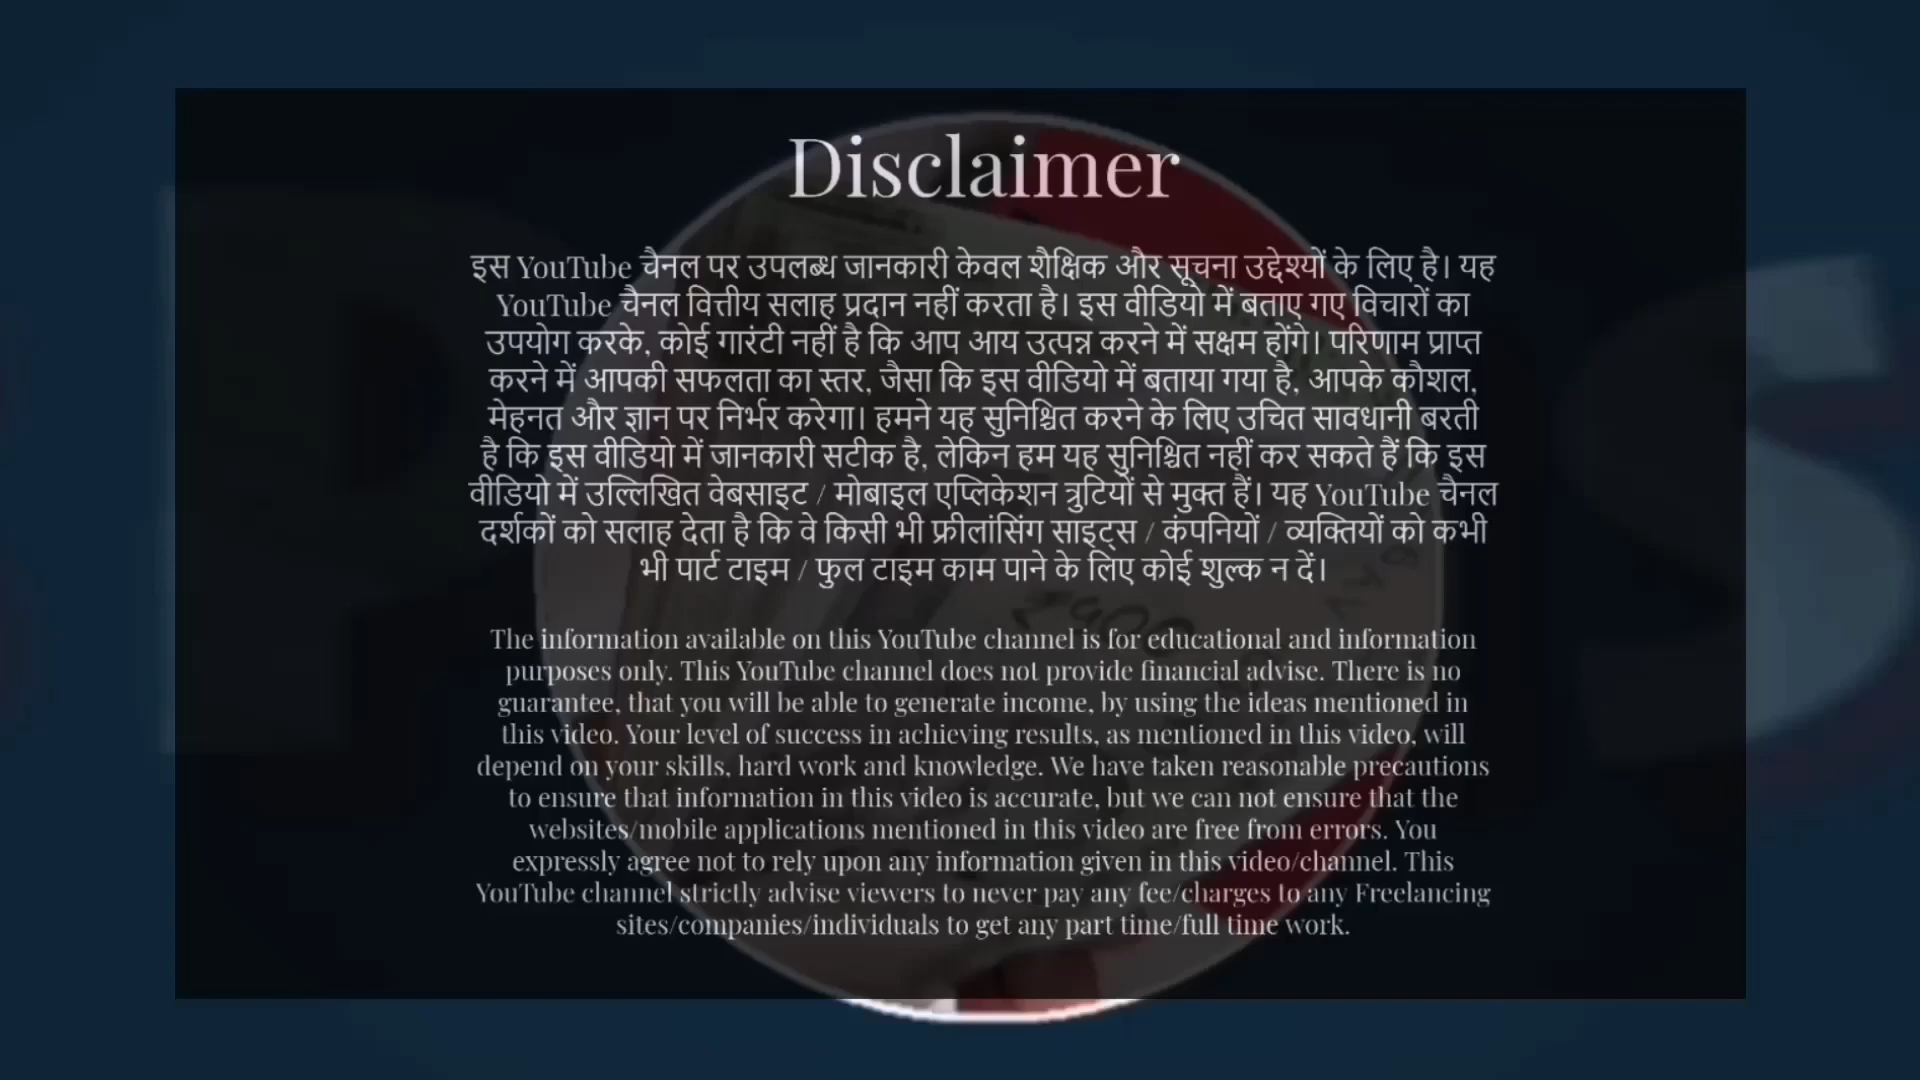 Disclaimer
इस YouTube चैनल पर उपलब्ध जानकारी केवल शैक्षिक और सूचना उद्देश्यों के लिए है। यह
YouTube चैनल वित्तीय सलाह प्रदान नहीं करता है। इस वीडियो में बताए गए विचारों का
उपयोग करके, कोई गारंटी नहीं है कि आप आय उत्पन्न करने में सक्षम होंगे। परिणाम प्राप्त
करने में आपकी सफलता का स्तर, जैसा कि इस वीडियो में बताया गया है, आपके कौशल,
मेहनत और ज्ञान पर निर्भर करेगा। हमने यह सुनिश्चित करने के लिए उचित सावधानी बरती
है कि इस वीडियो में जानकारी सटीक है, लेकिन हम यह सुनिश्चित नहीं कर सकते हैं कि इस
वीडियो में उल्लिखित वेबसाइट / मोबाइल एप्लिकेशन त्रुटियों से मुक्त हैं। यह YouTube चैनल
दर्शकों को सलाह देता है कि वे किसी भी फ्रीलांसिंग साइट्स / कंपनियों / व्यक्तियों को कभी
भी पार्ट टाइम / फुल टाइम काम पाने के लिए कोई शुल्क न दें।
The information available on this YouTube channel is for educational and information
purposes only. This YouTube channel does not provide financial advise. There is no
guarantee, that you will be able to generate income, by using the ideas mentioned in
this video. Your level of success in achieving results, as mentioned in this video, will
depend on your skills, hard work and knowledge. We have taken reasonable precautions
to ensure that information in this video is accurate, but we can not ensure that the
websites/mobile applications mentioned in this video are free from errors. You
expressly agree not to rely upon any information given in this video/channel. This
YouTube channel strictly advise viewers to never pay any fee/charges to any Freelancing
sites/companies/individuals to get any part time/full time work.